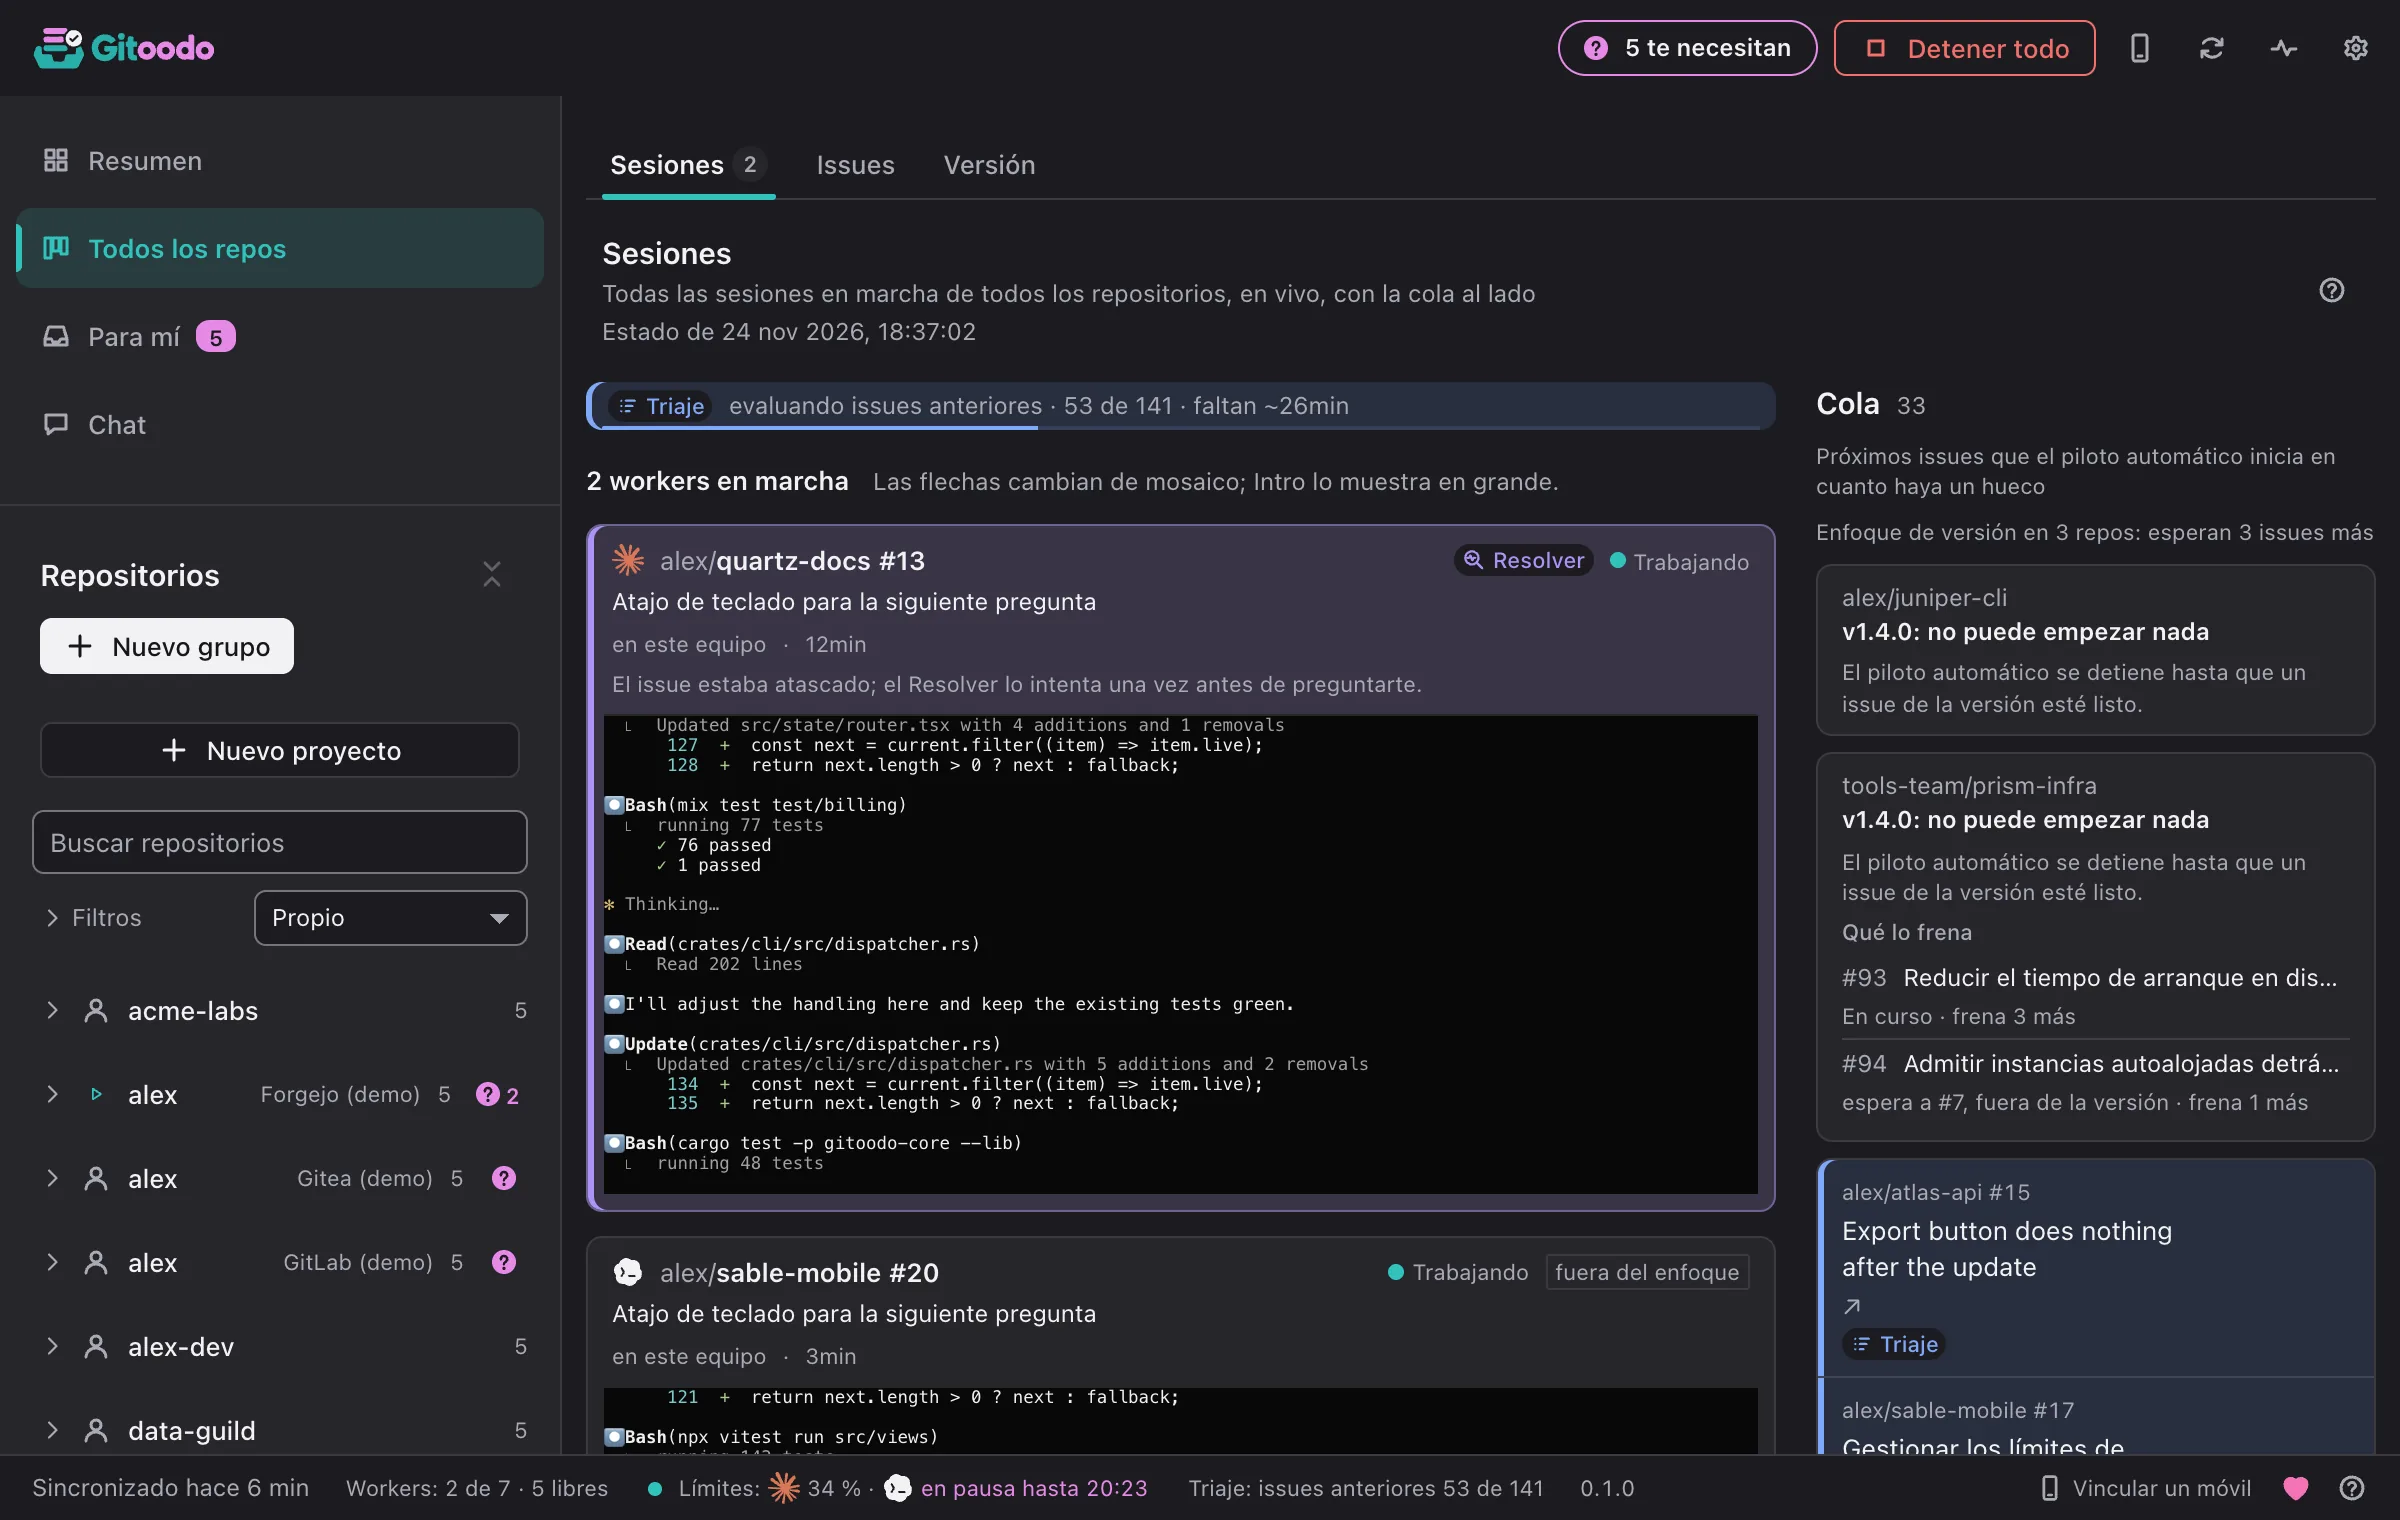 Gitoodo
5 te necesitan
Detener todo
Resumen
Todos los repos
Para mí 5
Chat
Repositorios
Nuevo grupo
Nuevo proyecto
Buscar repositorios
Filtros
Propio
acme-labs 5
alex Forgejo (demo) 5 2
alex Gitea (demo) 5
alex GitLab (demo) 5
alex-dev 5
data-guild 5
Sesiones 2
Issues
Versión
Sesiones
Todas las sesiones en marcha de todos los repositorios, en vivo, con la cola al lado
Estado de 24 nov 2026, 18:37:02
Triaje evaluando issues anteriores · 53 de 141 · faltan ~26min
2 workers en marcha Las flechas cambian de mosaico; Intro lo muestra en grande.
alex/quartz-docs #13 Resolver Trabajando
Atajo de teclado para la siguiente pregunta
en este equipo · 12min
El issue estaba atascado; el Resolver lo intenta una vez antes de preguntarte.
Updated src/state/router.tsx with 4 additions and 1 removals
127 + const next = current.filter((item) => item.live);
128 + return next.length > 0 ? next : fallback;
Bash(mix test test/billing)
running 77 tests
✓ 76 passed
✓ 1 passed
* Thinking…
Read(crates/cli/src/dispatcher.rs)
Read 202 lines
I'll adjust the handling here and keep the existing tests green.
Update(crates/cli/src/dispatcher.rs)
Updated crates/cli/src/dispatcher.rs with 5 additions and 2 removals
134 + const next = current.filter((item) => item.live);
135 + return next.length > 0 ? next : fallback;
Bash(cargo test -p gitoodo-core --lib)
running 48 tests
alex/sable-mobile #20 Trabajando fuera del enfoque
Atajo de teclado para la siguiente pregunta
en este equipo · 3min
121 + return next.length > 0 ? next : fallback;
Bash(npx vitest run src/views)
Cola 33
Próximos issues que el piloto automático inicia en
cuanto haya un hueco
Enfoque de versión en 3 repos: esperan 3 issues más
alex/juniper-cli
v1.4.0: no puede empezar nada
El piloto automático se detiene hasta que un
issue de la versión esté listo.
tools-team/prism-infra
v1.4.0: no puede empezar nada
El piloto automático se detiene hasta que un
issue de la versión esté listo.
Qué lo frena
#93 Reducir el tiempo de arranque en dis...
En curso · frena 3 más
#94 Admitir instancias autoalojadas detrá...
espera a #7, fuera de la versión · frena 1 más
alex/atlas-api #15
Export button does nothing
after the update
Triaje
alex/sable-mobile #17
Gestionar los límites de
Sincronizado hace 6 min
Workers: 2 de 7 · 5 libres
Límites: 34 % · en pausa hasta 20:23
Triaje: issues anteriores 53 de 141
0.1.0
Vincular un móvil